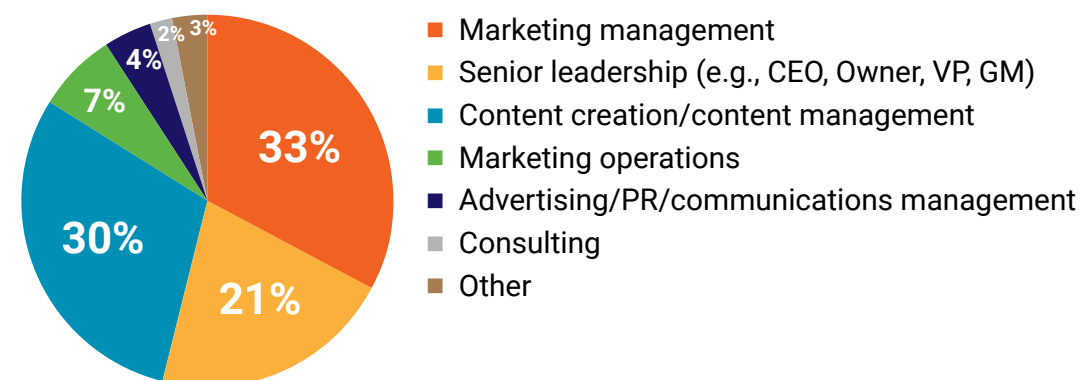 2%
3%
4%
7%
33%
30%
21%
Marketing management
Senior leadership (e.g., CEO, Owner, VP, GM)
Content creation/content management
Marketing operations
Advertising/PR/communications management
Consulting
Other